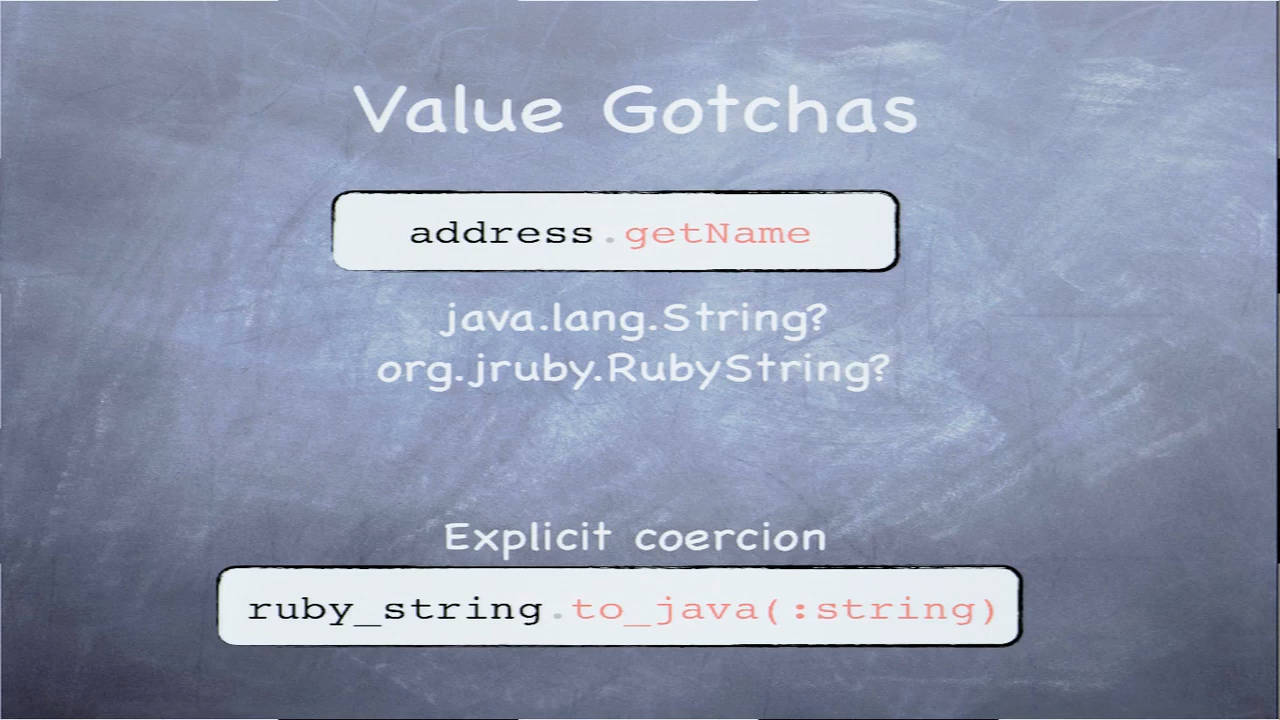 Value Gotchas
address.getName
java.lang.String?
org.jruby.RubyString?
Explicit coercion
ruby_string.to_java(:string)